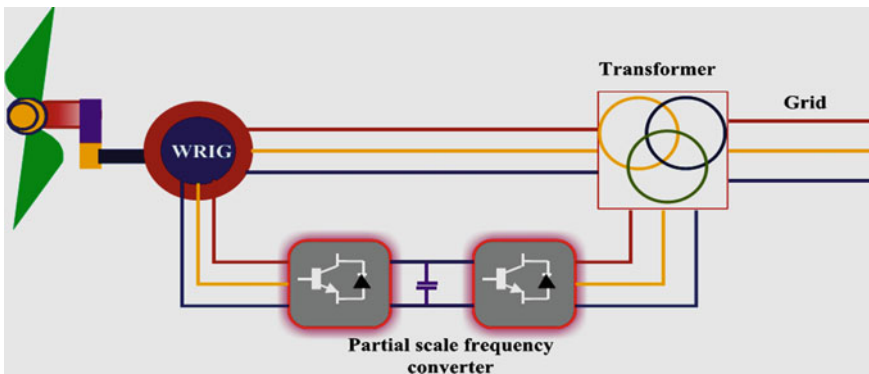 Transformer
Grid
WRIG
Partial scale frequency
converter